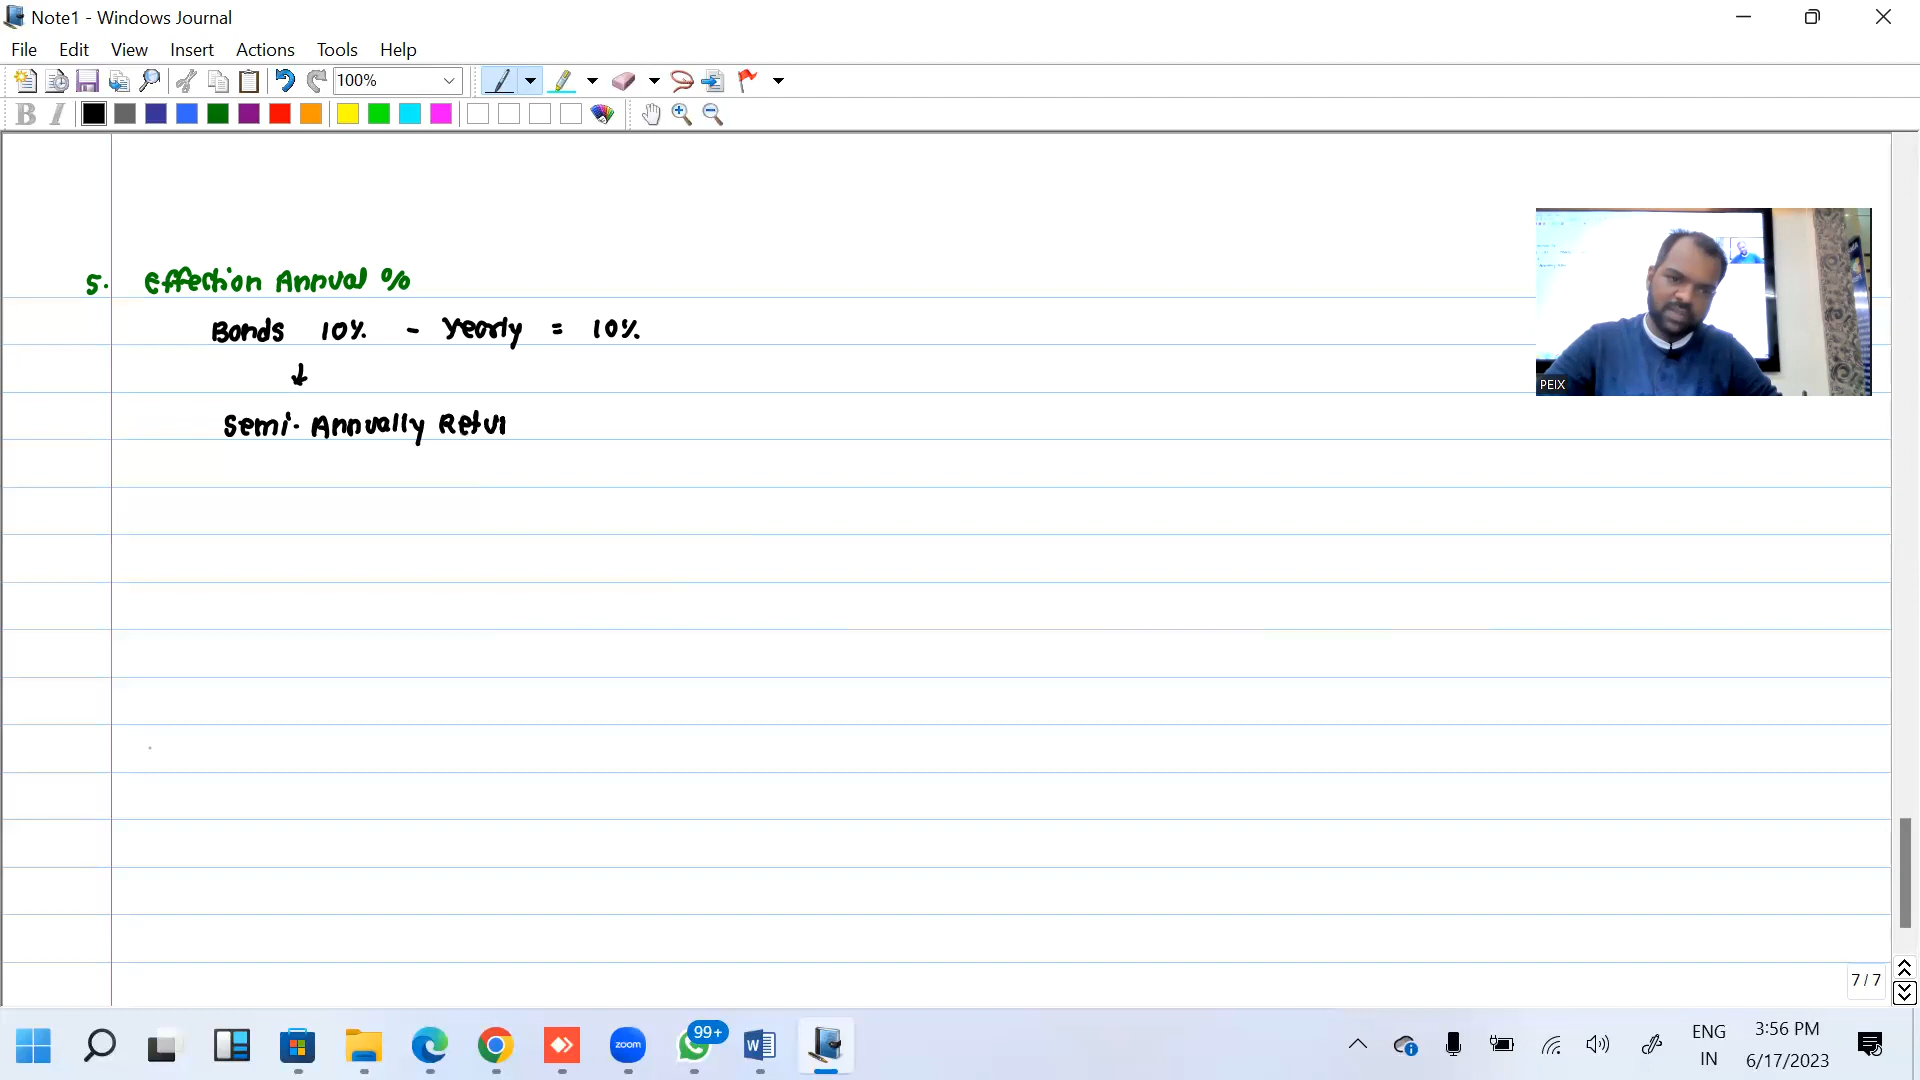 Note1 - Windows Journal
File Edit View Insert Actions Tools Help
100%
B I
5. Effection Annual %
Bonds 10% - Yearly = 10%
↓
Semi-Annually Retur
PEIX
7 / 7
zoom
99+
ENG
IN
3:56 PM
6/17/2023